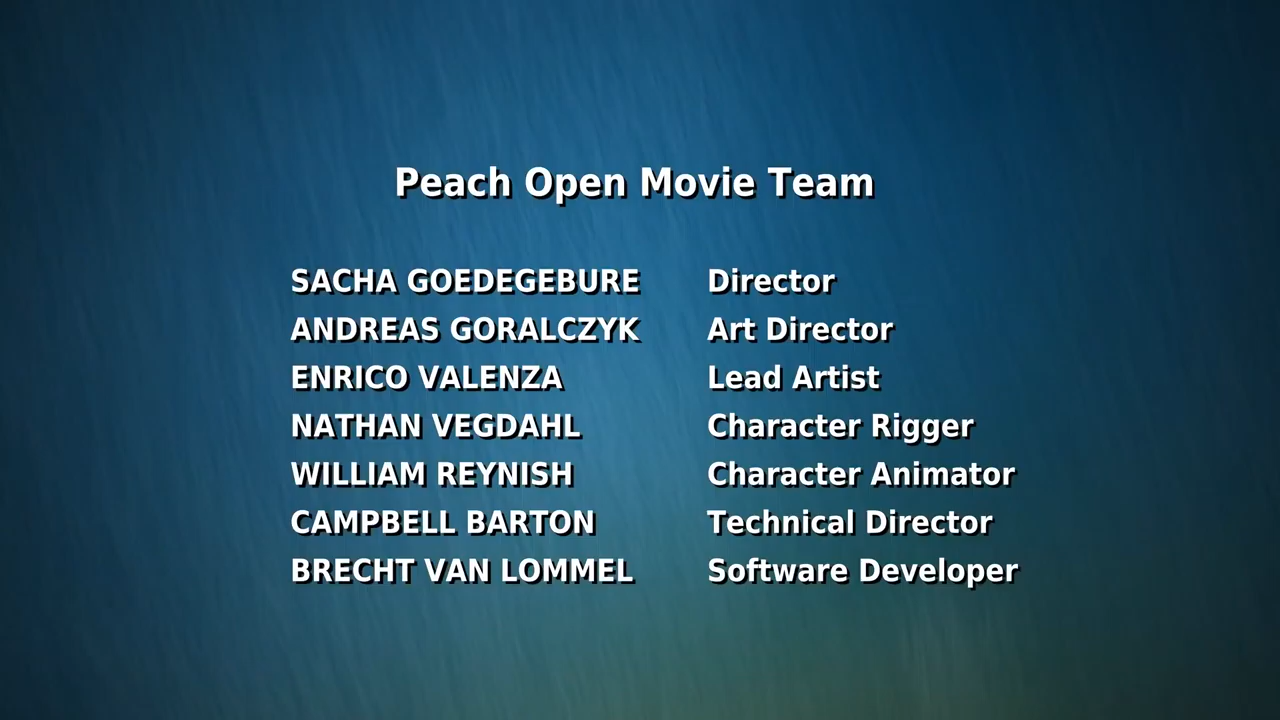 Peach Open Movie Team
SACHA GOEDEGEBURE Director
ANDREAS GORALCZYK Art Director
ENRICO VALENZA Lead Artist
NATHAN VEGDAHL Character Rigger
WILLIAM REYNISH Character Animator
CAMPBELL BARTON Technical Director
BRECHT VAN LOMMEL Software Developer